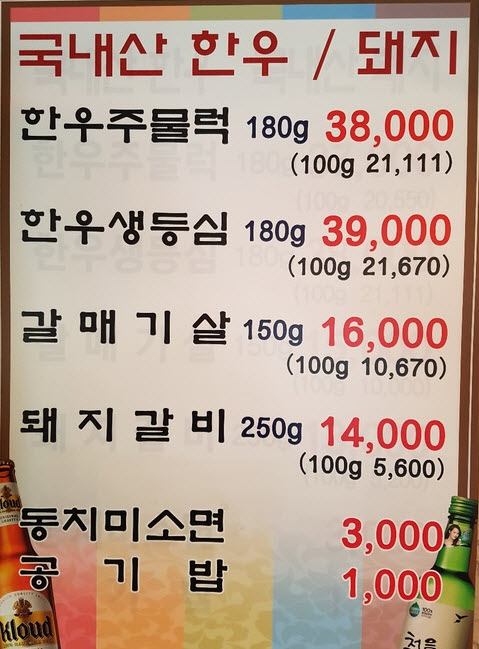 국내산 한우 / 돼지
한우주물럭 180g 38,000
(100g 21,111)
한우생등심 180g 39,000
(100g 21,670)
갈매기살 150g 16,000
(100g 10,670)
돼지갈비 250g 14,000
(100g 5,600)
동치미소면 3,000
공기밥 1,000
Kloud
Kloud
처음